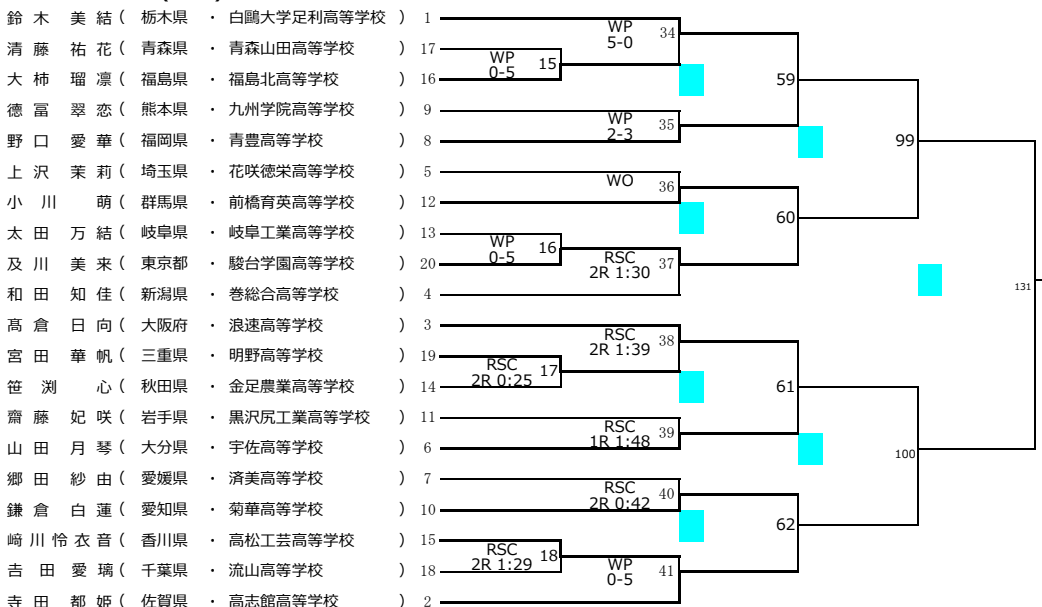 鈴木美結( 栃木県 ・ 白鷗大学足利高等学校 ) 1
清藤祐花( 青森県 ・ 青森山田高等学校 ) 17
大柿瑠凛( 福島県 ・ 福島北高等学校 ) 16
德冨翠恋( 熊本県 ・ 九州学院高等学校 ) 9
野口愛華( 福岡県 ・ 青豊高等学校 ) 8
上沢茉莉( 埼玉県 ・ 花咲徳栄高等学校 ) 5
小川萌( 群馬県 ・ 前橋育英高等学校 ) 12
太田万結( 岐阜県 ・ 岐阜工業高等学校 ) 13
及川美来( 東京都 ・ 駿台学園高等学校 ) 20
和田知佳( 新潟県 ・ 巻総合高等学校 ) 4
髙倉日向( 大阪府 ・ 浪速高等学校 ) 3
宮田華帆( 三重県 ・ 明野高等学校 ) 19
笹渕心( 秋田県 ・ 金足農業高等学校 ) 14
齋藤妃咲( 岩手県 ・ 黒沢尻工業高等学校 ) 11
山田月琴( 大分県 ・ 宇佐高等学校 ) 6
郷田紗由( 愛媛県 ・ 済美高等学校 ) 7
鎌倉白蓮( 愛知県 ・ 菊華高等学校 ) 10
﨑川怜衣音( 香川県 ・ 高松工芸高等学校 ) 15
𠮷田愛璃( 千葉県 ・ 流山高等学校 ) 18
寺田都姫( 佐賀県 ・ 高志館高等学校 ) 2
WP
0-5
15
WP
0-5
16
RSC
2R 0:25
17
RSC
2R 1:29
18
WP
5-0
34
WP
2-3
35
WO
36
RSC
2R 1:30
37
RSC
2R 1:39
38
RSC
1R 1:48
39
RSC
2R 0:42
40
WP
0-5
41
59
60
61
62
99
100
131